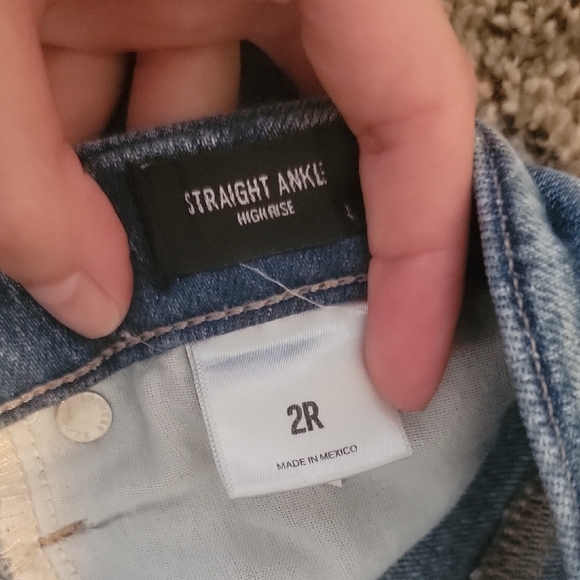 STRAIGHT ANKLE
HIGH RISE
2R
MADE IN MEXICO